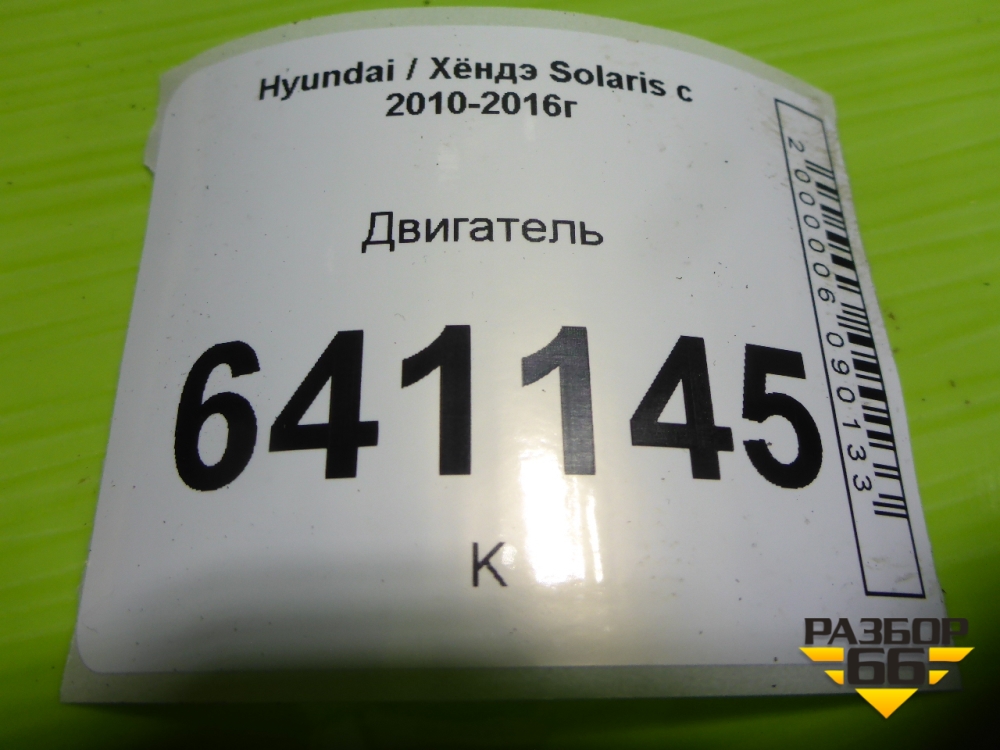 Hyundai / Хёндэ Solaris с
2010-2016г
Двигатель
641145
К
2000006090133
РАЗБОР
66